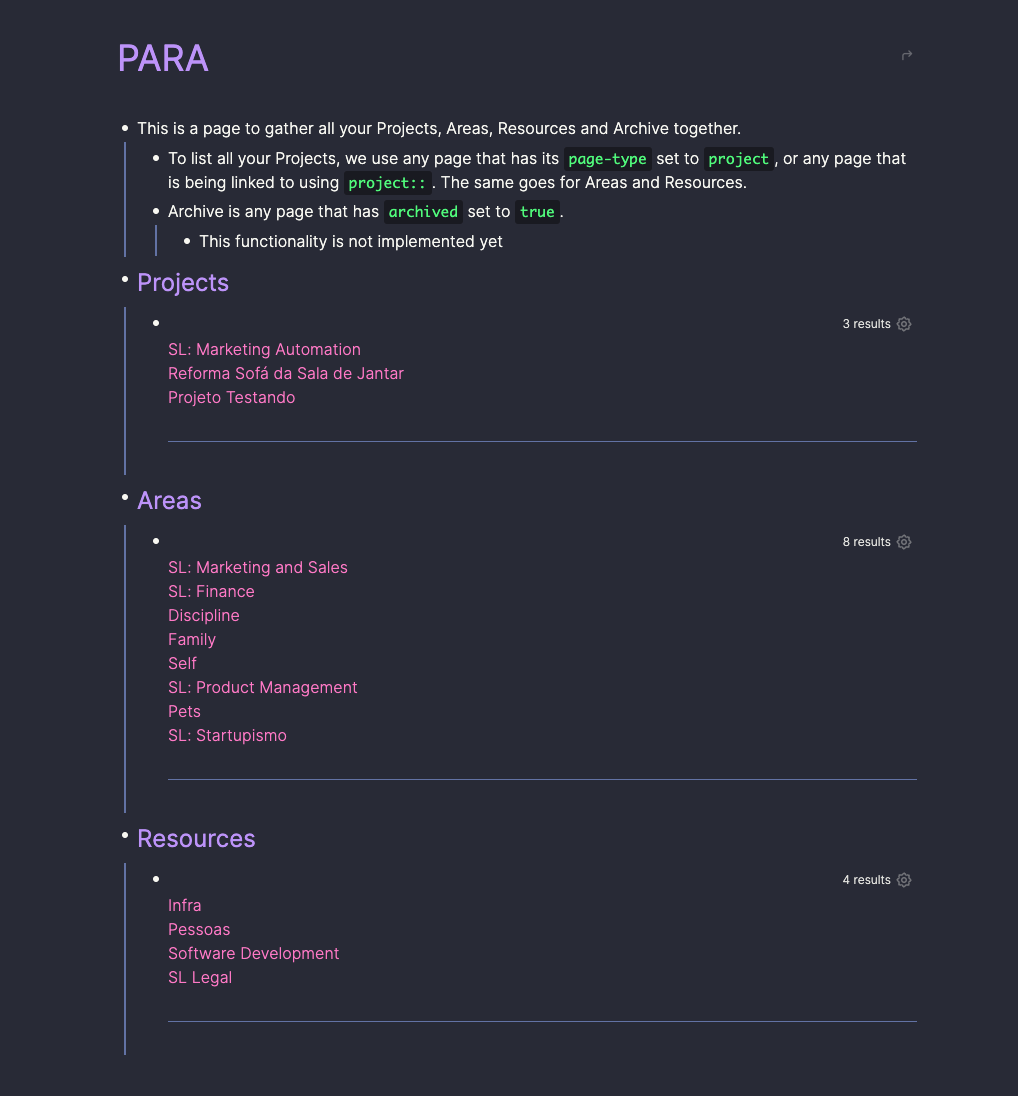 PARA
This is a page to gather all your Projects, Areas, Resources and Archive together.
To list all your Projects, we use any page that has its page-type set to project, or any page that
is being linked to using project::. The same goes for Areas and Resources.
Archive is any page that has archived set to true.
This functionality is not implemented yet
Projects
3 results
SL: Marketing Automation
Reforma Sofá da Sala de Jantar
Projeto Testando
Areas
8 results
SL: Marketing and Sales
SL: Finance
Discipline
Family
Self
SL: Product Management
Pets
SL: Startupismo
Resources
4 results
Infra
Pessoas
Software Development
SL Legal